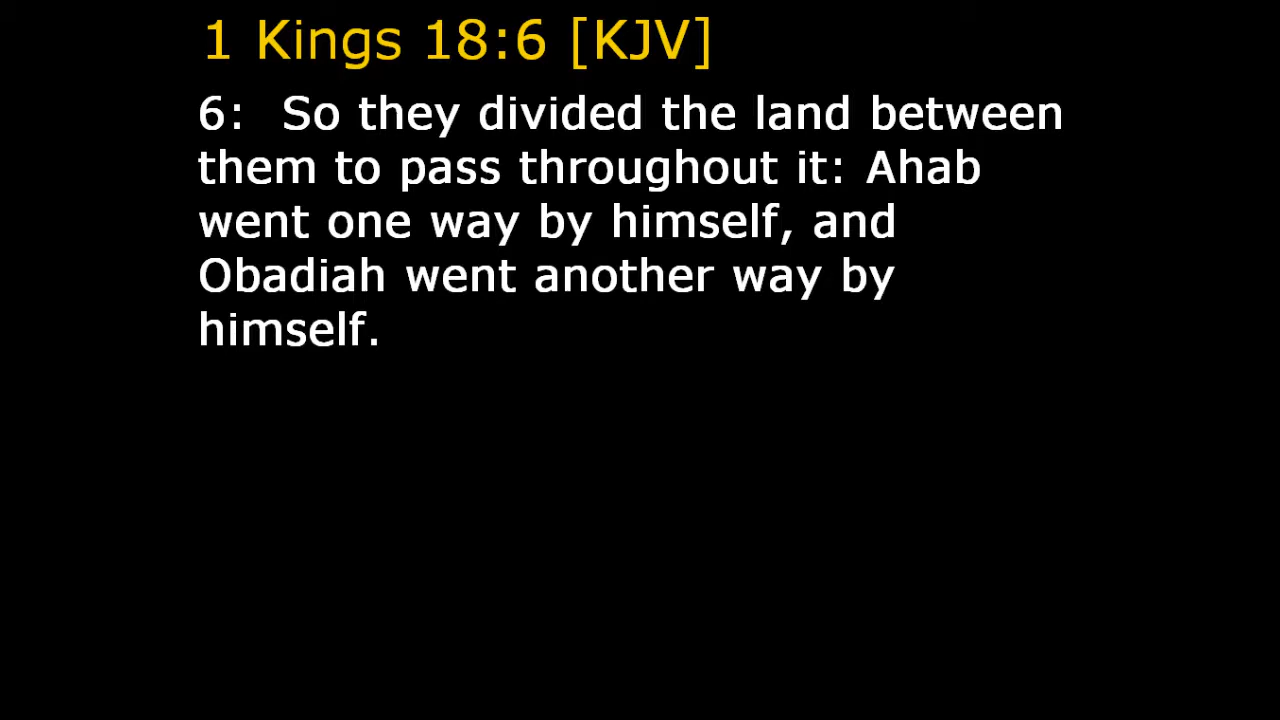 1 Kings 18:6 [KJV]
6:  So they divided the land between
them to pass throughout it: Ahab
went one way by himself, and
Obadiah went another way by
himself.